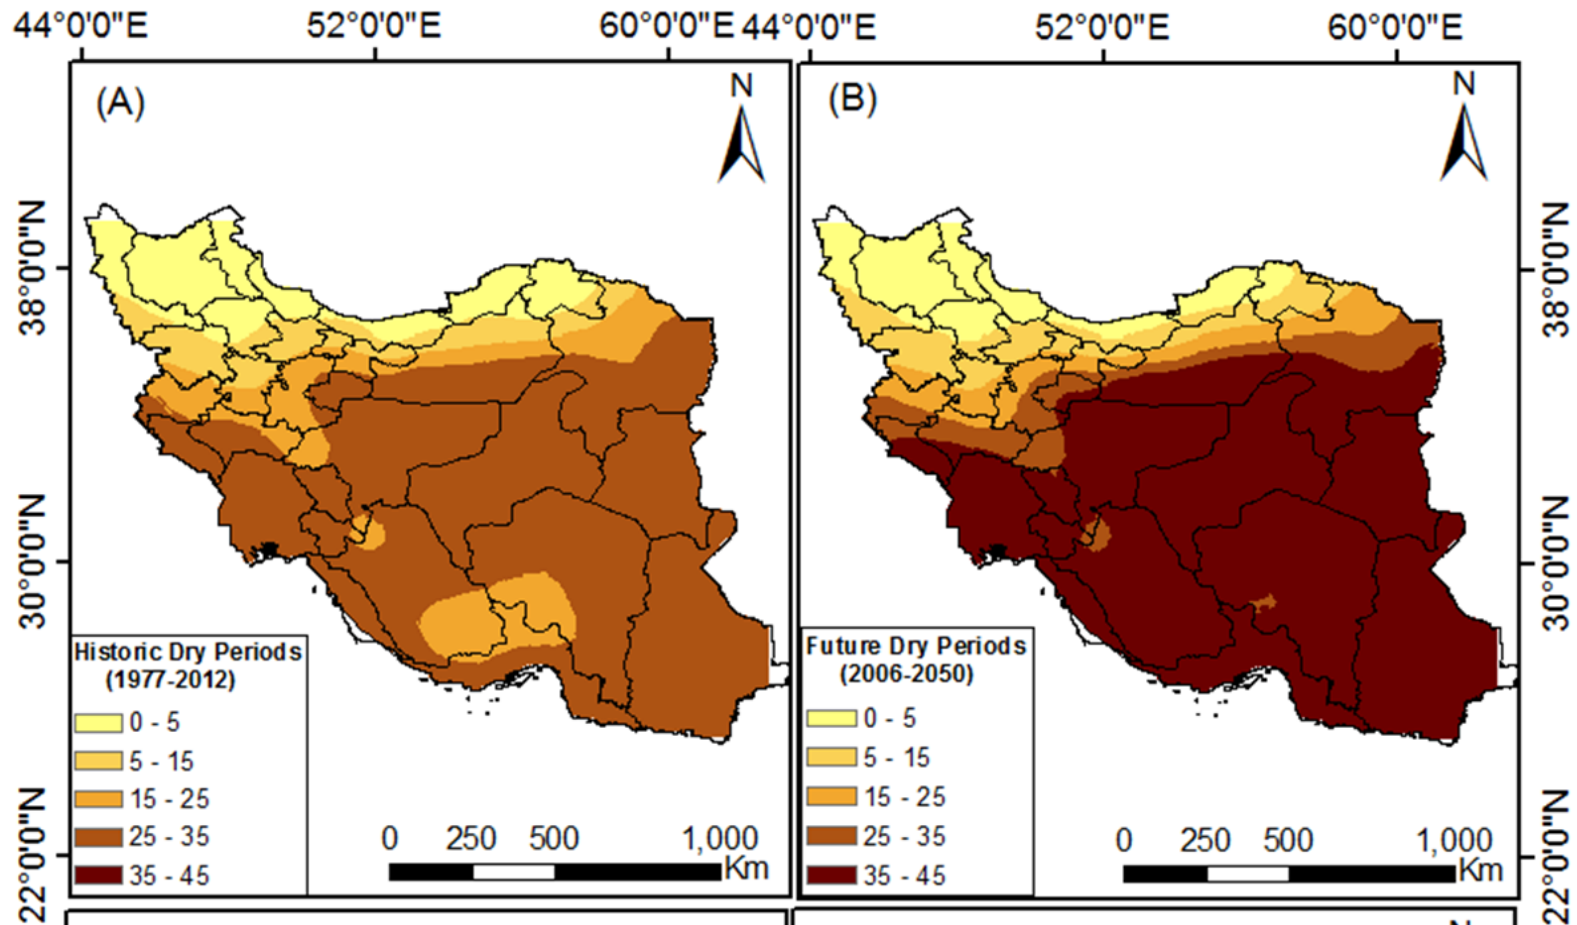 44°0'0"E 52°0'0"E 60°0'0"E 44°0'0"E 52°0'0"E 60°0'0"E
(A)
N
38°0'0"N
30°0'0"N
22°0'0"N
Historic Dry Periods
(1977-2012)
0 - 5
5 - 15
15 - 25
25 - 35
35 - 45
0 250 500 1,000
Km
(B)
N
38°0'0"N
30°0'0"N
22°0'0"N
Future Dry Periods
(2006-2050)
0 - 5
5 - 15
15 - 25
25 - 35
35 - 45
0 250 500 1,000
Km